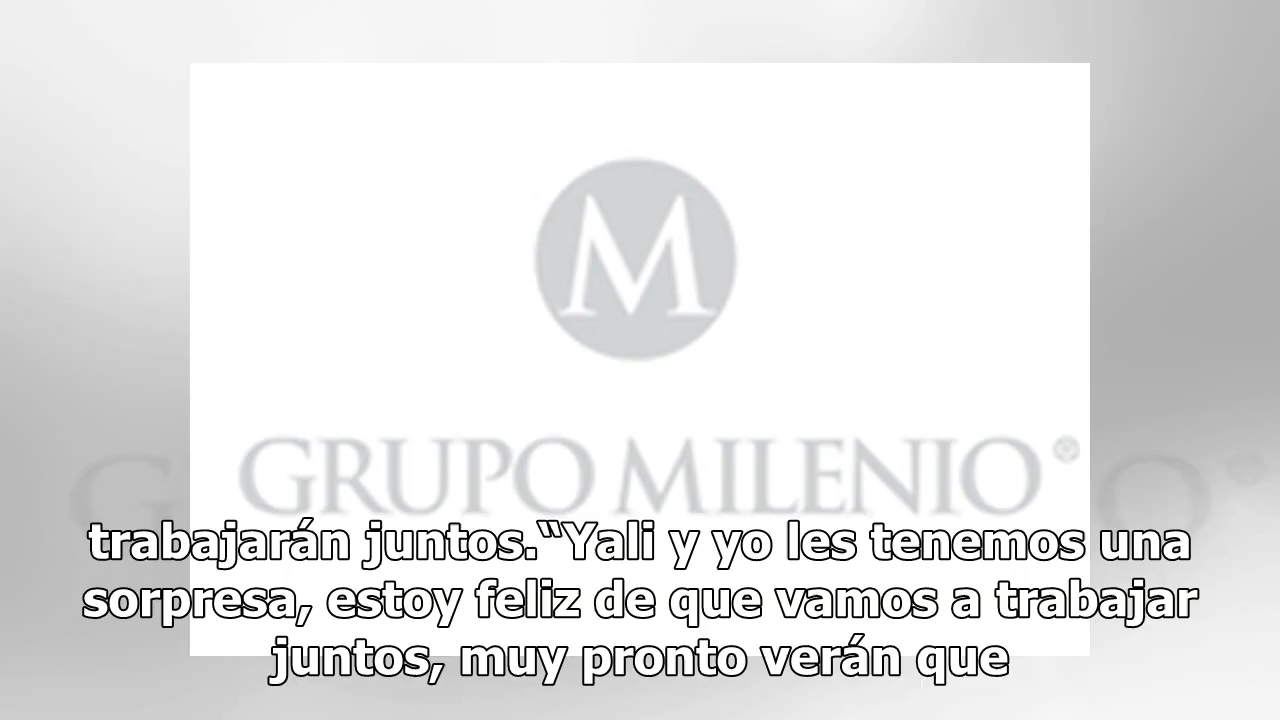 M
GRUPO MILENIO®
trabajarán juntos.“Yali y yo les tenemos una
sorpresa, estoy feliz de que vamos a trabajar
juntos, muy pronto verán que